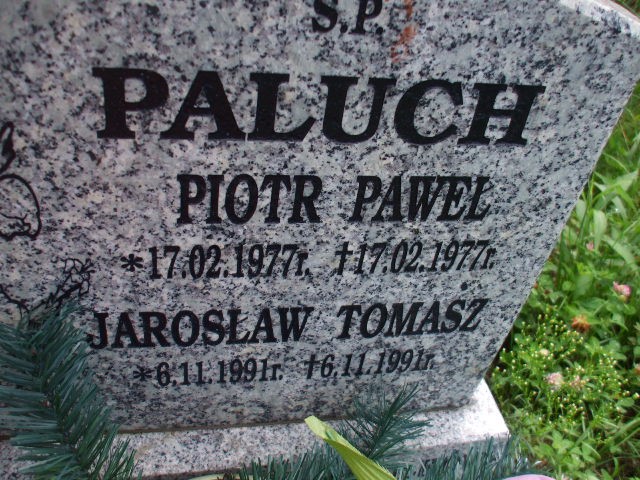 S.P.
PALUCH
PIOTR PAWEŁ
*17.02.1977r. †17.02.1977r.
JAROSŁAW TOMASZ
*6.11.1991r. †6.11.1991r.